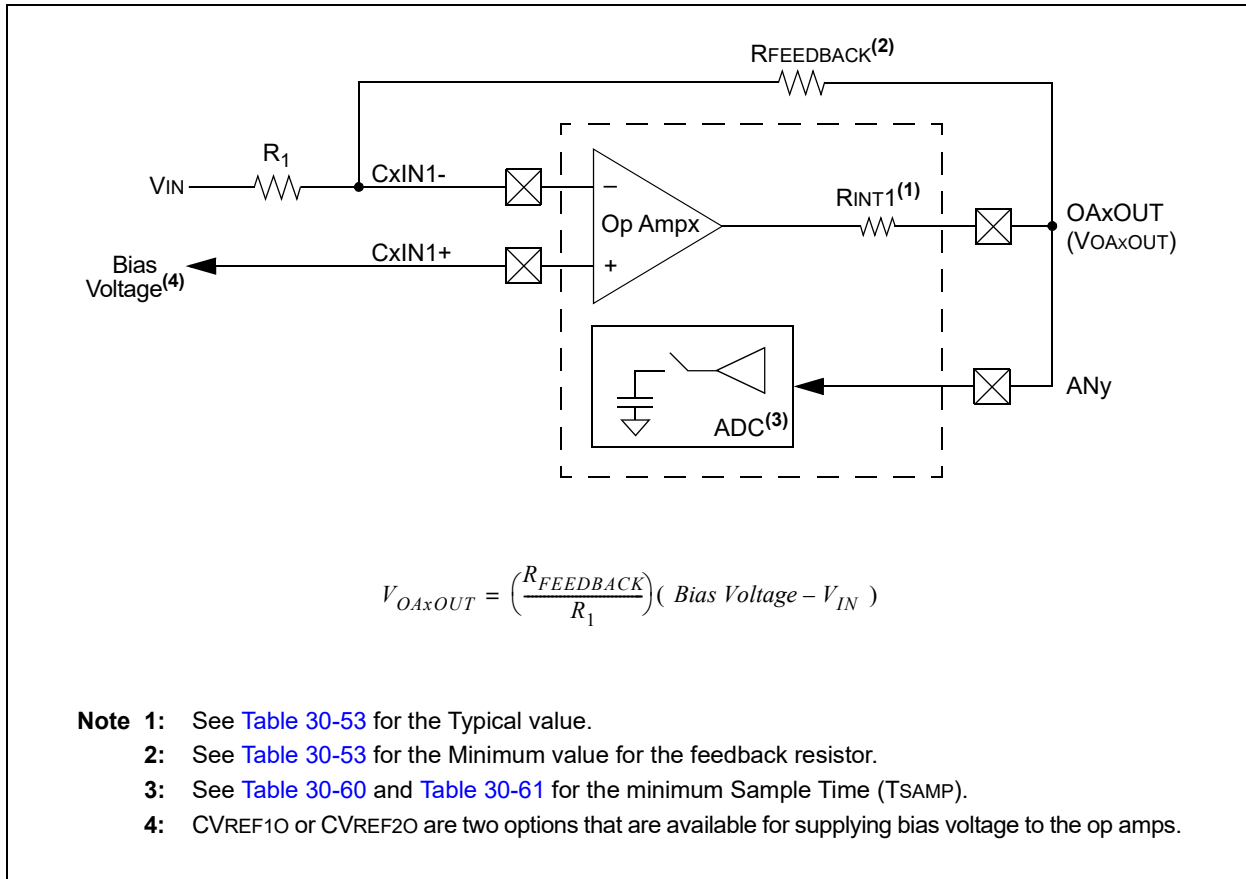 RFEEDBACK(2)
R1
VIN
CxIN1-
–
Op Ampx
RINT1(1)
OAxOUT
(VOAxOUT)
CxIN1+
+
Bias
Voltage(4)
ADC(3)
ANy
V_OAxOUT = (R_FEEDBACK / R_1) ( Bias Voltage – V_IN )
Note 1: See Table 30-53 for the Typical value.
2: See Table 30-53 for the Minimum value for the feedback resistor.
3: See Table 30-60 and Table 30-61 for the minimum Sample Time (TSAMP).
4: CVREF1O or CVREF2O are two options that are available for supplying bias voltage to the op amps.